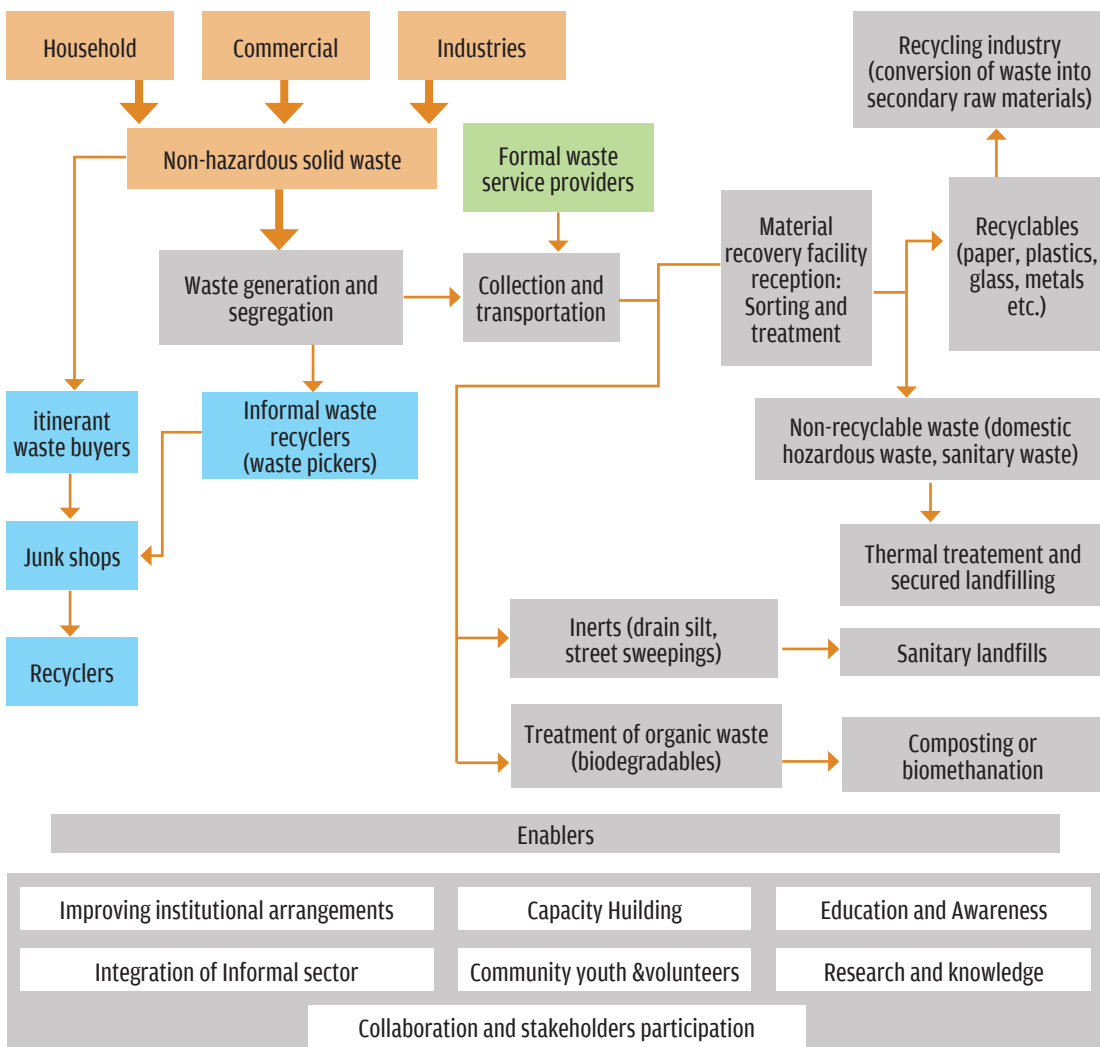 Household
Commercial
Industries
Recycling industry
(conversion of waste into
secondary raw materials)
Non-hazardous solid waste
Formal waste
service providers
Material
recovery facility
reception:
Sorting and
treatment
Recyclables
(paper, plastics,
glass, metals
etc.)
Waste generation and
segregation
Collection and
transportation
itinerant
waste buyers
Informal waste
recyclers
(waste pickers)
Non-recyclable waste (domestic
hozardous waste, sanitary waste)
Junk shops
Thermal treatement and
secured landfilling
Inerts (drain silt,
street sweepings)
Sanitary landfills
Recyclers
Treatment of organic waste
(biodegradables)
Composting or
biomethanation
Enablers
Improving institutional arrangements
Capacity Huilding
Education and Awareness
Integration of Informal sector
Community youth &volunteers
Research and knowledge
Collaboration and stakeholders participation